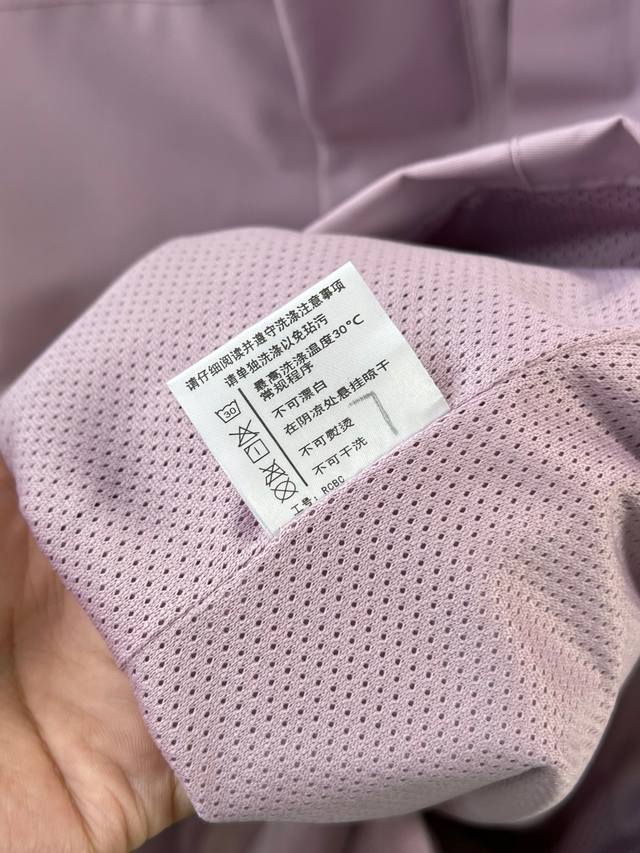 请仔细阅读并遵守洗涤注意事项
请单独洗涤以免玷污
最高洗涤温度30℃
常规程序
30
不可漂白
在阴凉处悬挂晾干
不可熨烫
不可干洗
工号：RCBC